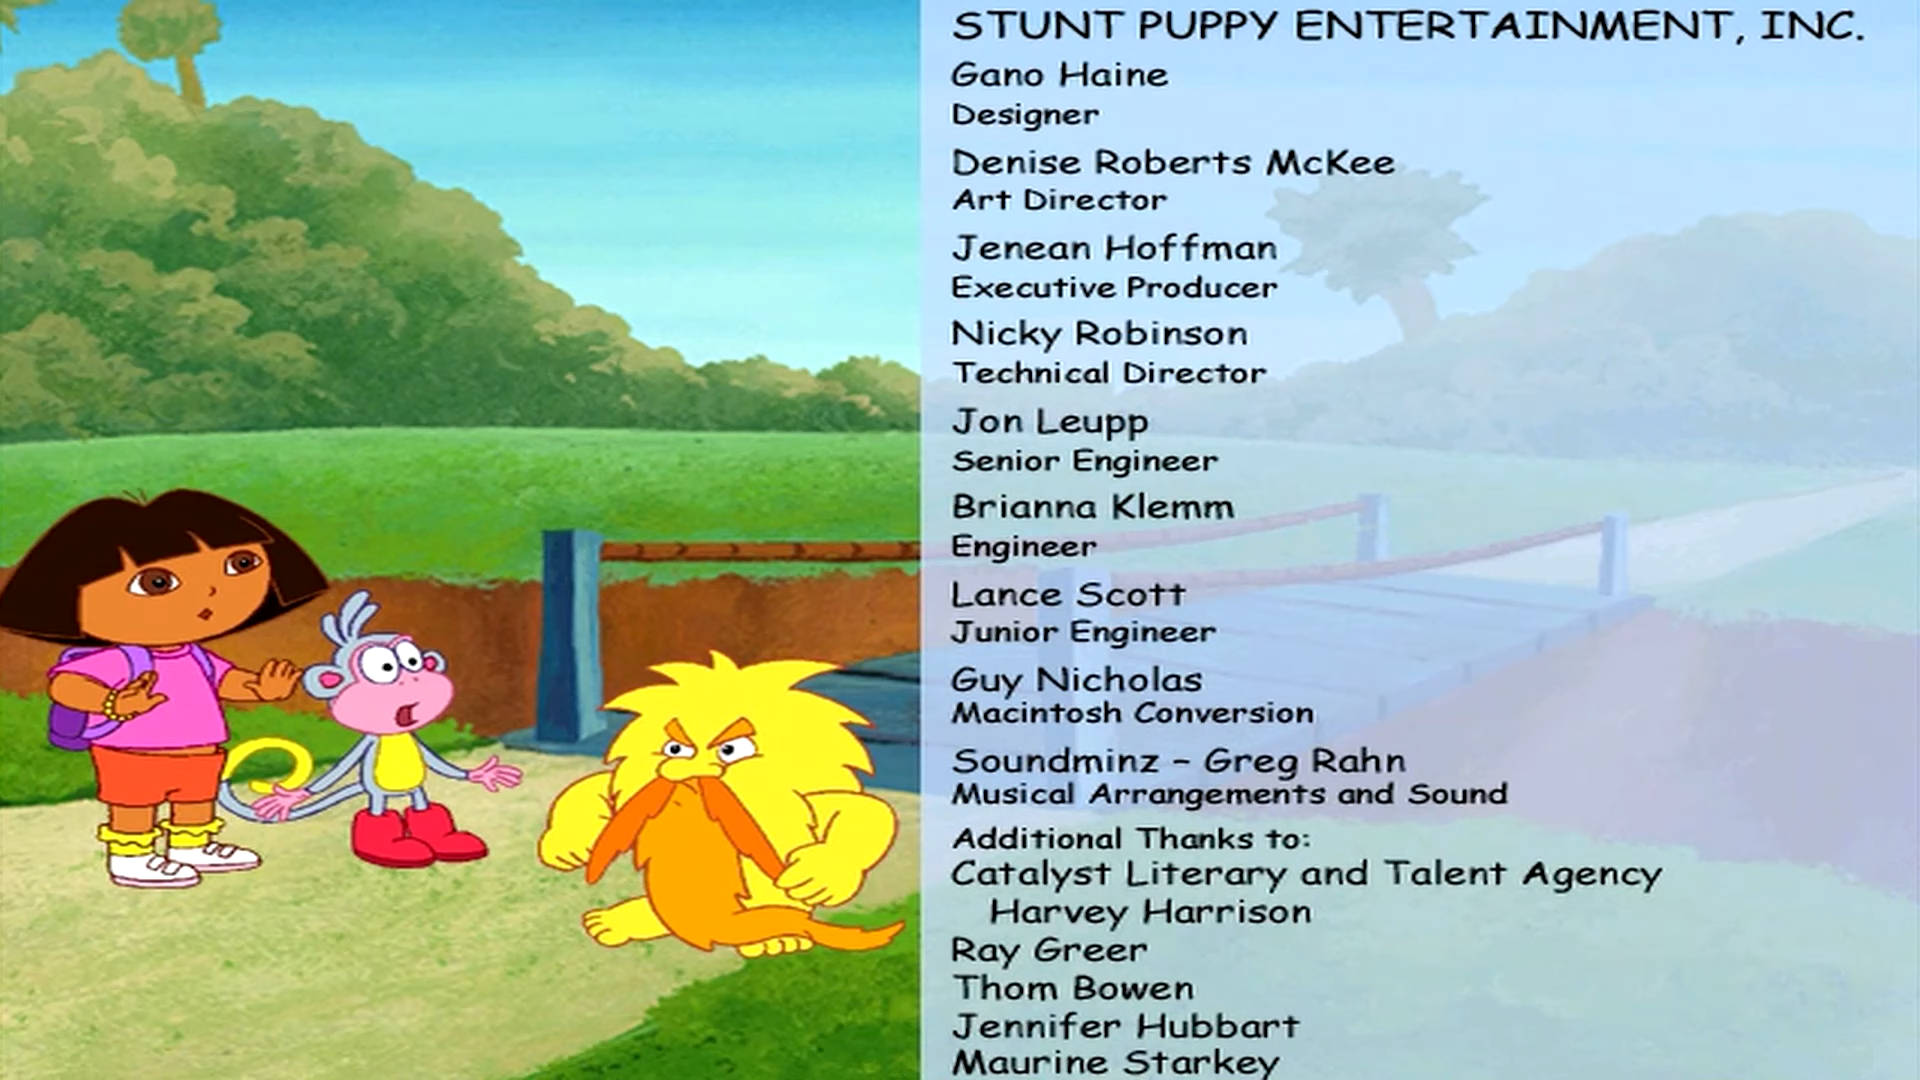 STUNT PUPPY ENTERTAINMENT, INC.
Gano Haine
Designer
Denise Roberts McKee
Art Director
Jenean Hoffman
Executive Producer
Nicky Robinson
Technical Director
Jon Leupp
Senior Engineer
Brianna Klemm
Engineer
Lance Scott
Junior Engineer
Guy Nicholas
Macintosh Conversion
Soundminz – Greg Rahn
Musical Arrangements and Sound
Additional Thanks to:
Catalyst Literary and Talent Agency
Harvey Harrison
Ray Greer
Thom Bowen
Jennifer Hubbart
Maurine Starkey